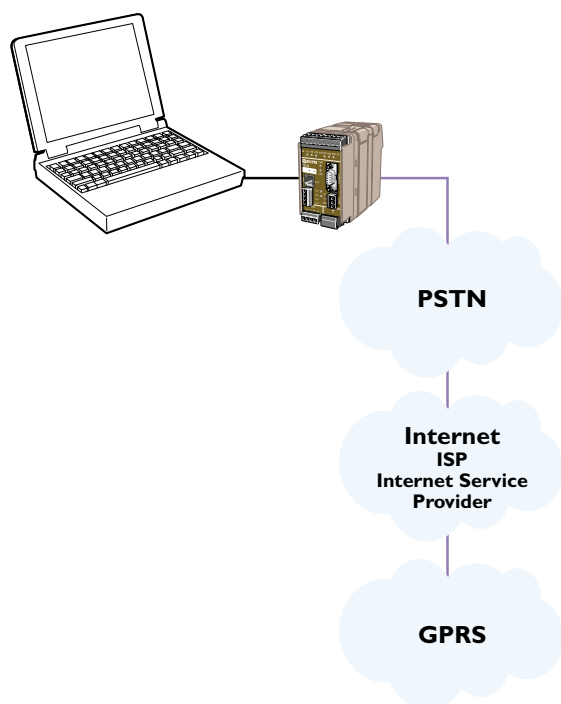 PSTN
Internet
ISP
Internet Service
Provider
GPRS